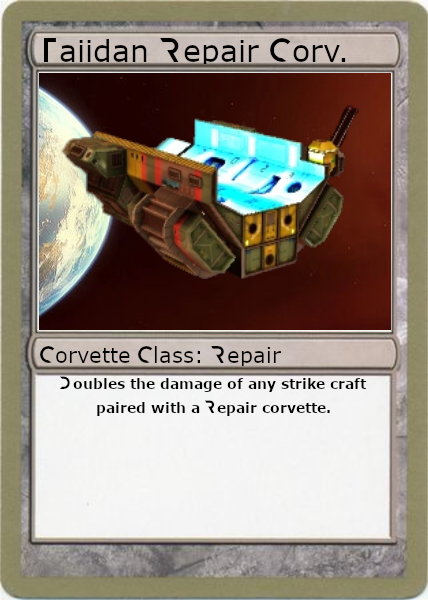 Taiidan Repair Corv.
Corvette Class: Repair
Doubles the damage of any strike craft
paired with a Repair corvette.